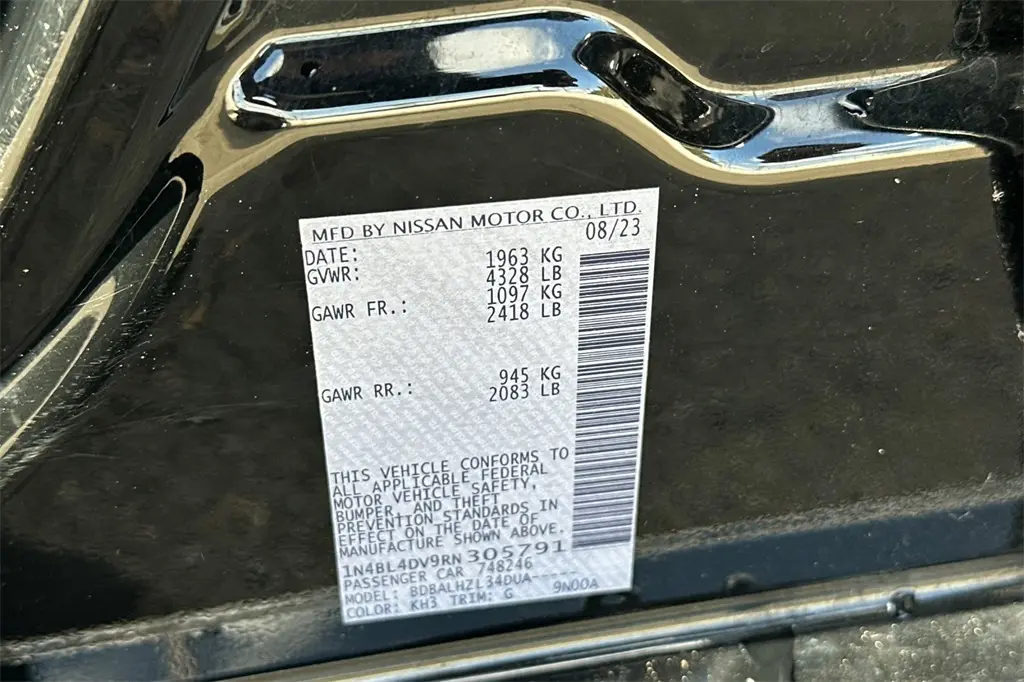 MFD BY NISSAN MOTOR CO., LTD.
DATE: 08/23
GVWR: 1963 KG
4328 LB
GAWR FR.: 1097 KG
2418 LB
GAWR RR.: 945 KG
2083 LB
THIS VEHICLE CONFORMS TO
ALL APPLICABLE FEDERAL
MOTOR VEHICLE SAFETY,
BUMPER, AND THEFT
PREVENTION STANDARDS IN
EFFECT ON THE DATE OF
MANUFACTURE SHOWN ABOVE.
1N4BL4DV9RN305791
PASSENGER CAR 748246
MODEL: BDBALHZL34DUA-----
COLOR: KH3 TRIM: G 9N00A